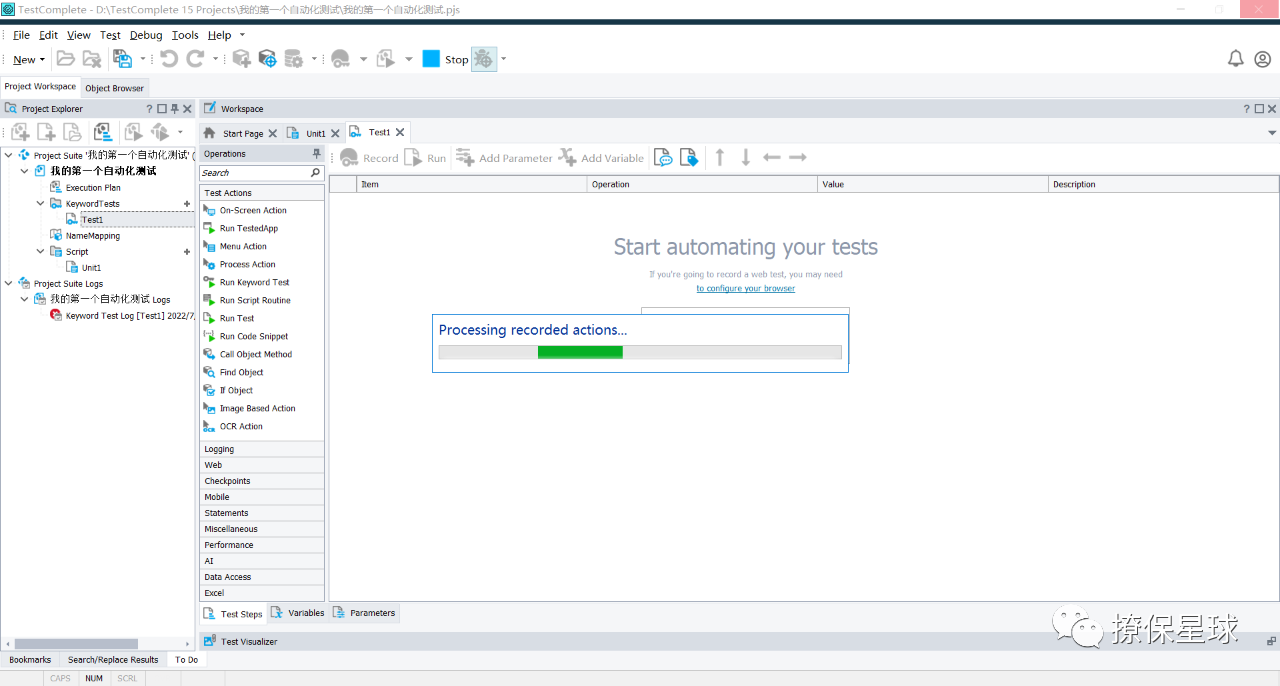 TestComplete - D:\TestComplete 15 Projects\我的第一个自动化测试\我的第一个自动化测试.pjs
File Edit View Test Debug Tools Help
New Stop
Project Workspace Object Browser
Project Explorer
Project Suite '我的第一个自动化测试' (
我的第一个自动化测试
Execution Plan
KeywordTests
Test1
NameMapping
Script
Unit1
Project Suite Logs
我的第一个自动化测试 Logs
Keyword Test Log [Test1] 2022/7/
Workspace
Start Page Unit1 Test1
Operations
Search
Test Actions
On-Screen Action
Run TestedApp
Menu Action
Process Action
Run Keyword Test
Run Script Routine
Run Test
Run Code Snippet
Call Object Method
Find Object
If Object
Image Based Action
OCR Action
Logging
Web
Checkpoints
Mobile
Statements
Miscellaneous
Performance
AI
Data Access
Excel
Record Run Add Parameter Add Variable
Item Operation Value Description
Start automating your tests
If you're going to record a web test, you may need
to configure your browser
Processing recorded actions...
Test Steps Variables Parameters
Test Visualizer
撩保星球
Bookmarks Search/Replace Results To Do
CAPS NUM SCRL